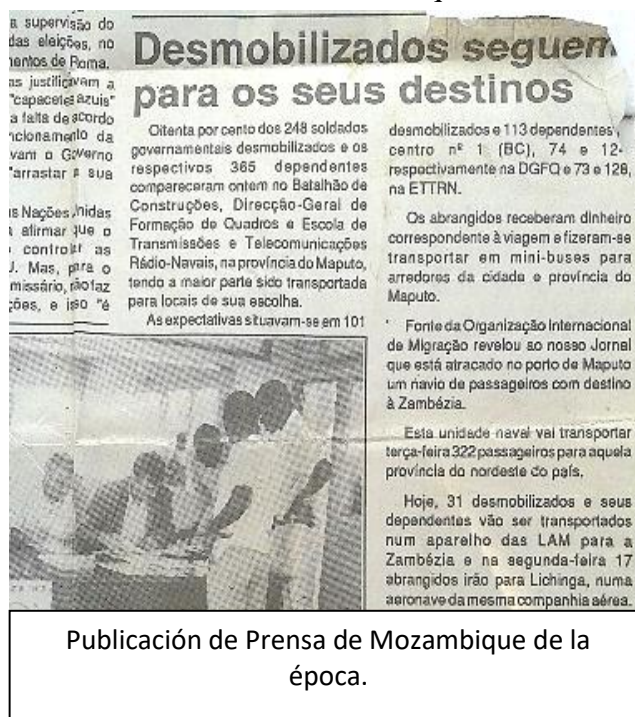 a supervisão do
das eleições, no
mentos de Roma.
as justificavam a
"capacetes azuis"
a falta de acordo
ncionamento da
vam o Governo
"arrastar a sua
s Nações Unidas
a afirmar que o
controlar as
J. Mas, para o
missário, não faz
ções, e isso "é
Desmobilizados seguem
para os seus destinos
Oitenta por cento dos 248 soldados
governamentais desmobilizados e os
respectivos 365 dependentes
compareceram ontem no Batalhão de
Construções, Direcção-Geral de
Formação de Quadros e Escola de
Transmissões e Telecomunicações
Rádio-Navais, na província do Maputo,
tendo a maior parte sido transportada
para locais de sua escolha.
As expectativas situavam-se em 101
desmobilizados e 113 dependentes
centro nº 1 (BC), 74 e 12
respectivamente na DGFQ e 73 e 128,
na ETTRN.
Os abrangidos receberam dinheiro
correspondente à viagem e fizeram-se
transportar em mini-buses para
arredores da cidade e província do
Maputo.
Fonte da Organização Internacional
de Migração revelou ao nosso Jornal
que está atracado no porto de Maputo
um navio de passageiros com destino
à Zambézia.
Esta unidade naval vai transportar
terça-feira 322 passageiros para aquela
província do nordeste do país.
Hoje, 31 desmobilizados e seus
dependentes vão ser transportados
num aparelho das LAM para a
Zambézia e na segunda-feira 17
abrangidos irão para Lichinga, numa
aeronave da mesma companhia aérea.
Publicación de Prensa de Mozambique de la
época.